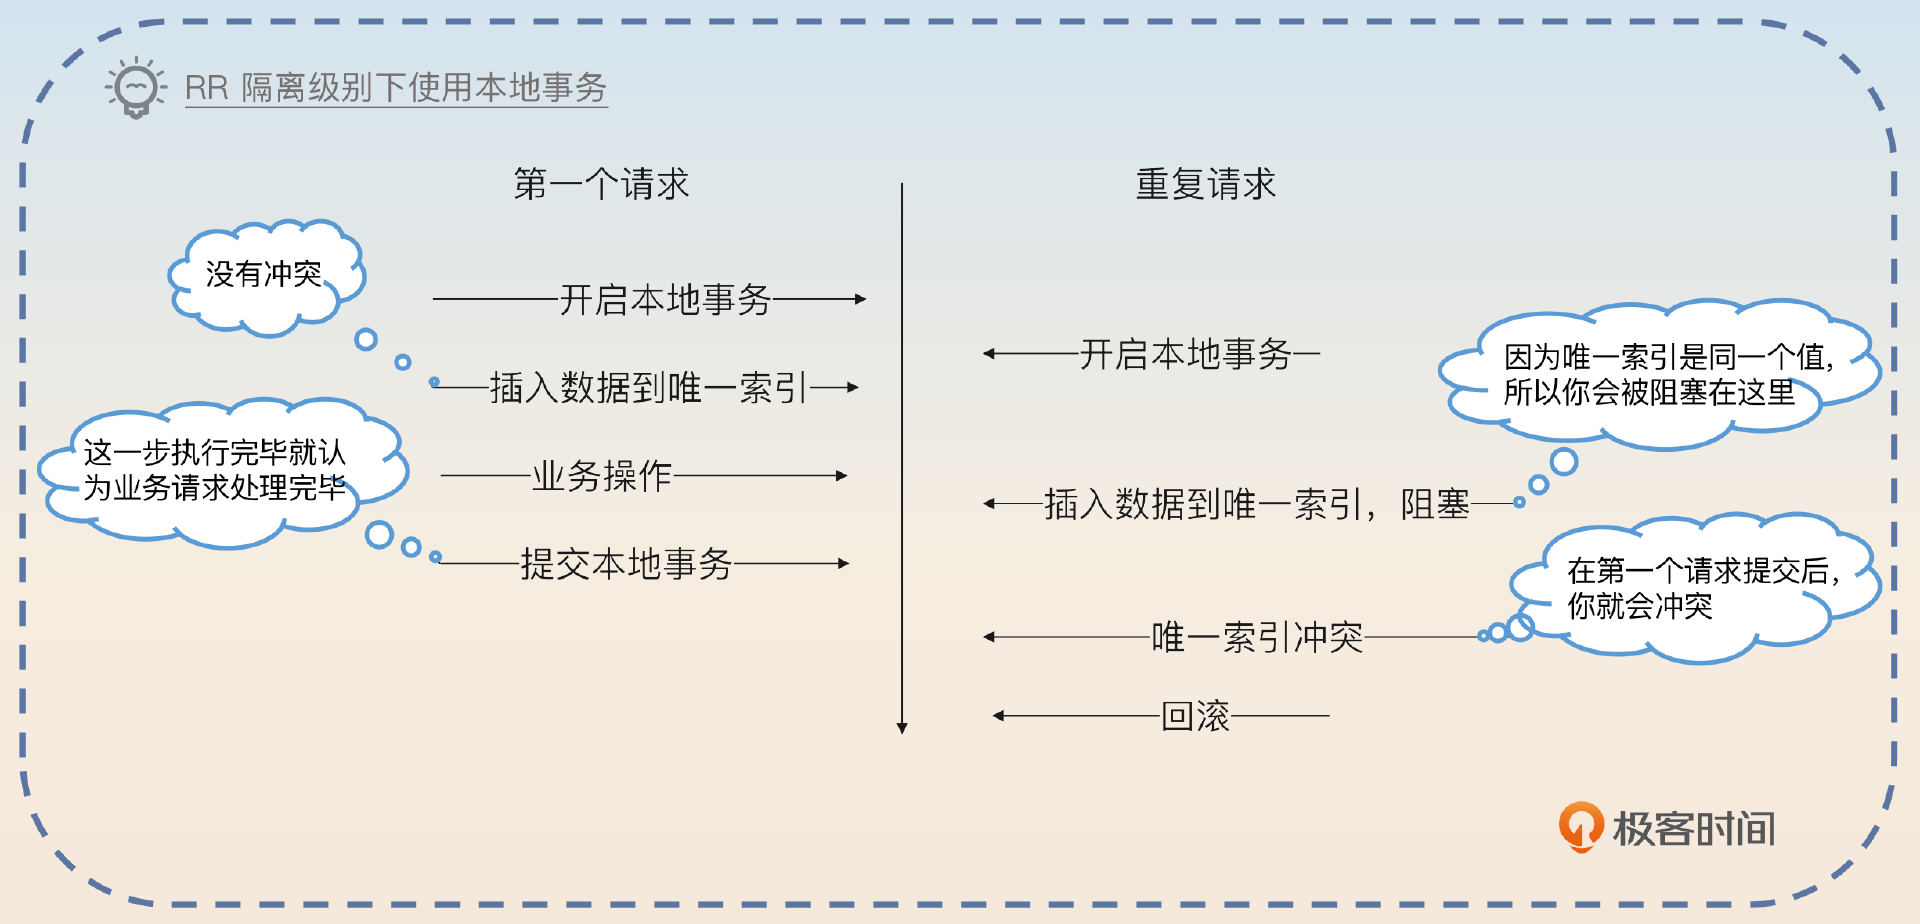 RR 隔离级别下使用本地事务
第一个请求
重复请求
没有冲突
开启本地事务
开启本地事务
因为唯一索引是同一个值，
所以你会被阻塞在这里
插入数据到唯一索引
这一步执行完毕就认
为业务请求处理完毕
业务操作
插入数据到唯一索引，阻塞
提交本地事务
在第一个请求提交后，
你就会冲突
唯一索引冲突
回滚
极客时间